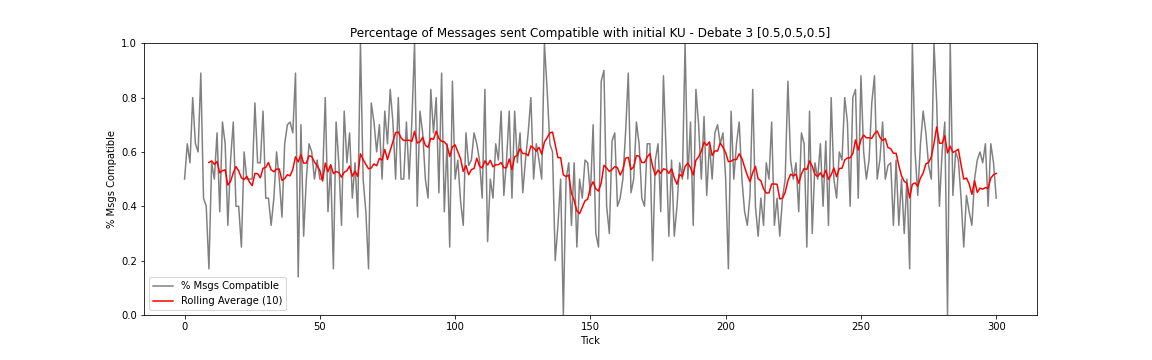 Percentage of Messages sent Compatible with initial KU - Debate 3 [0.5,0.5,0.5]
% Msgs Compatible
1.0
0.8
0.6
0.4
0.2
0.0
% Msgs Compatible
Rolling Average (10)
0 50 100 150 200 250 300
Tick